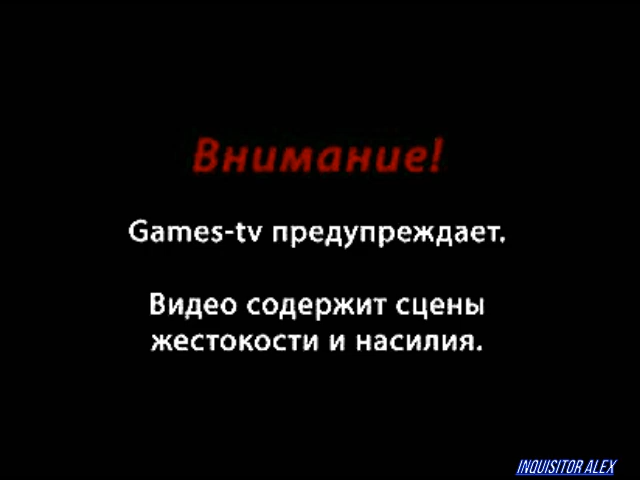 Внимание!
Games-tv предупреждает.
Видео содержит сцены
жестокости и насилия.
INQUISITOR ALEX